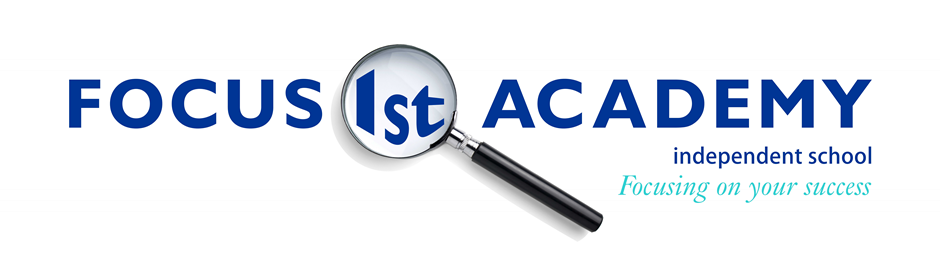 FOCUS 1st ACADEMY
independent school
Focusing on your success